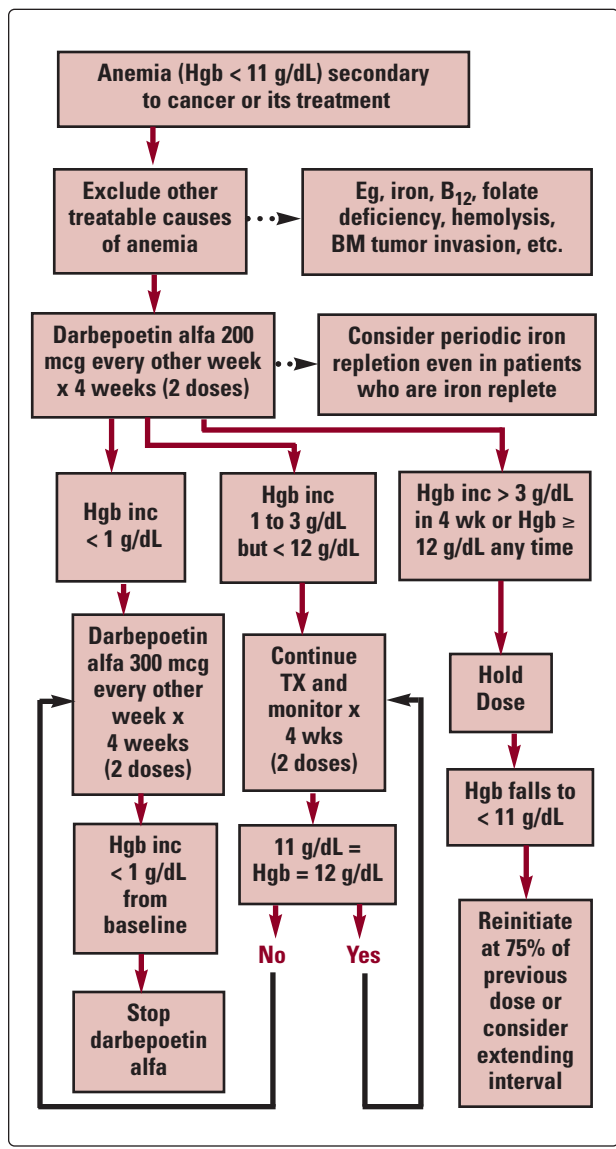 Anemia (Hgb < 11 g/dL) secondary
to cancer or its treatment
Exclude other
treatable causes
of anemia
Eg, iron, B₁₂, folate
deficiency, hemolysis,
BM tumor invasion, etc.
Darbepoetin alfa 200
mcg every other week
x 4 weeks (2 doses)
Consider periodic iron
repletion even in patients
who are iron replete
Hgb inc
< 1 g/dL
Hgb inc
1 to 3 g/dL
but < 12 g/dL
Hgb inc > 3 g/dL
in 4 wk or Hgb ≥
12 g/dL any time
Darbepoetin
alfa 300 mcg
every other
week x
4 weeks
(2 doses)
Continue
TX and
monitor x
4 wks
(2 doses)
Hold
Dose
Hgb falls to
< 11 g/dL
Hgb inc
< 1 g/dL
from
baseline
11 g/dL =
Hgb = 12 g/dL
No
Yes
Reinitiate
at 75% of
previous
dose or
consider
extending
interval
Stop
darbepoetin
alfa